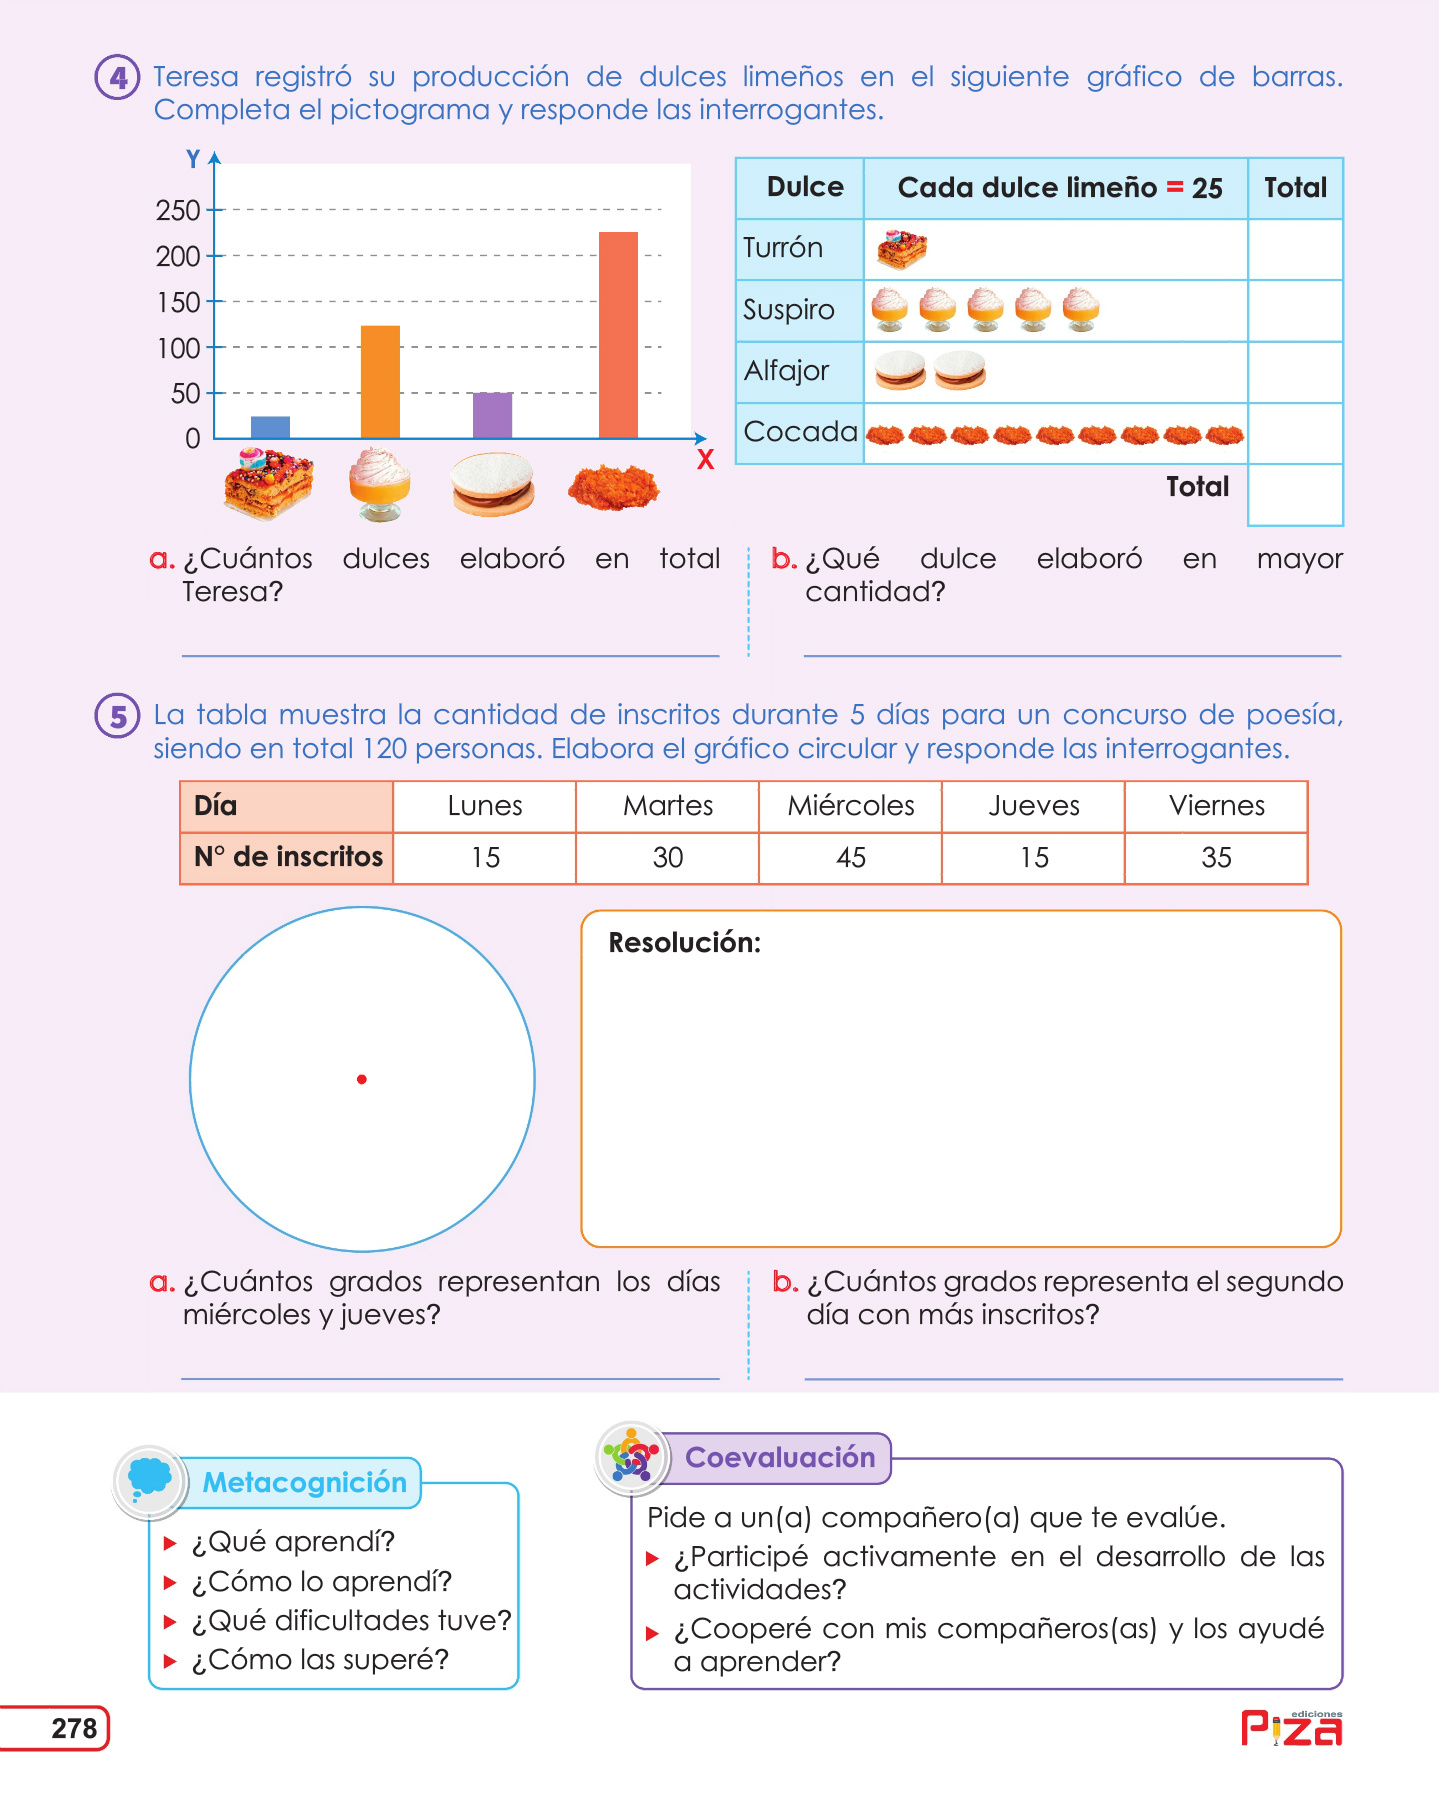 4 Teresa registró su producción de dulces limeños en el siguiente gráfico de barras.
Completa el pictograma y responde las interrogantes.
Y
250
200
150
100
50
0
X
Dulce Cada dulce limeño = 25 Total
Turrón
Suspiro
Alfajor
Cocada
Total
a. ¿Cuántos dulces elaboró en total
Teresa?
b. ¿Qué dulce elaboró en mayor
cantidad?
5 La tabla muestra la cantidad de inscritos durante 5 días para un concurso de poesía,
siendo en total 120 personas. Elabora el gráfico circular y responde las interrogantes.
Día Lunes Martes Miércoles Jueves Viernes
N° de inscritos 15 30 45 15 35
Resolución:
a. ¿Cuántos grados representan los días
miércoles y jueves?
b. ¿Cuántos grados representa el segundo
día con más inscritos?
Metacognición
¿Qué aprendí?
¿Cómo lo aprendí?
¿Qué dificultades tuve?
¿Cómo las superé?
Coevaluación
Pide a un(a) compañero(a) que te evalúe.
¿Participé activamente en el desarrollo de las
actividades?
¿Cooperé con mis compañeros(as) y los ayudé
a aprender?
278
ediciones
Piza